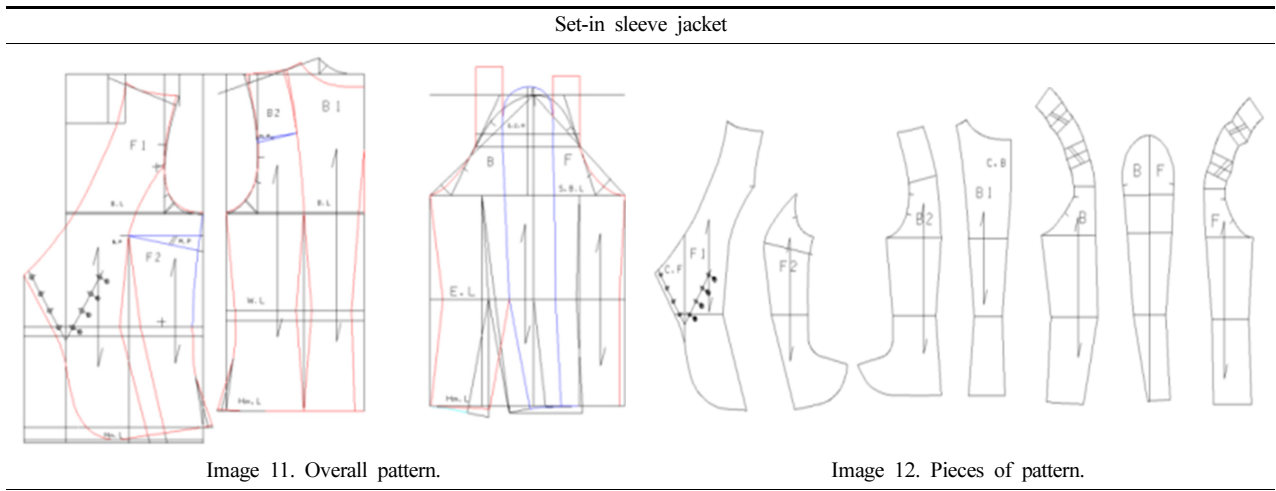 Set-in sleeve jacket
F1
B2
B1
B.L
B.L
F2
W.L
Hm.L
Hm.L
B
F
S.B.L
E.L
Hm.L
F1
C.F
F2
B2
C.B
B1
B
B F
F
Image 11. Overall pattern.
Image 12. Pieces of pattern.